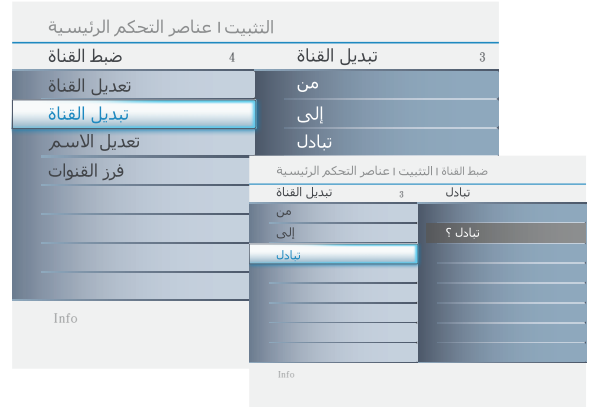 التثبيت ا عناصر التحكم الرئيسية
ضبط القناة 4 تبديل القناة 3
تعديل القناة من
تبديل القناة إلى
تعديل الاسم تبادل
فرز القنوات
Info
ضبط القناة ا التثبيت ا عناصر التحكم الرئيسية
تبديل القناة 3 تبادل
من
إلى تبادل ؟
تبادل
Info